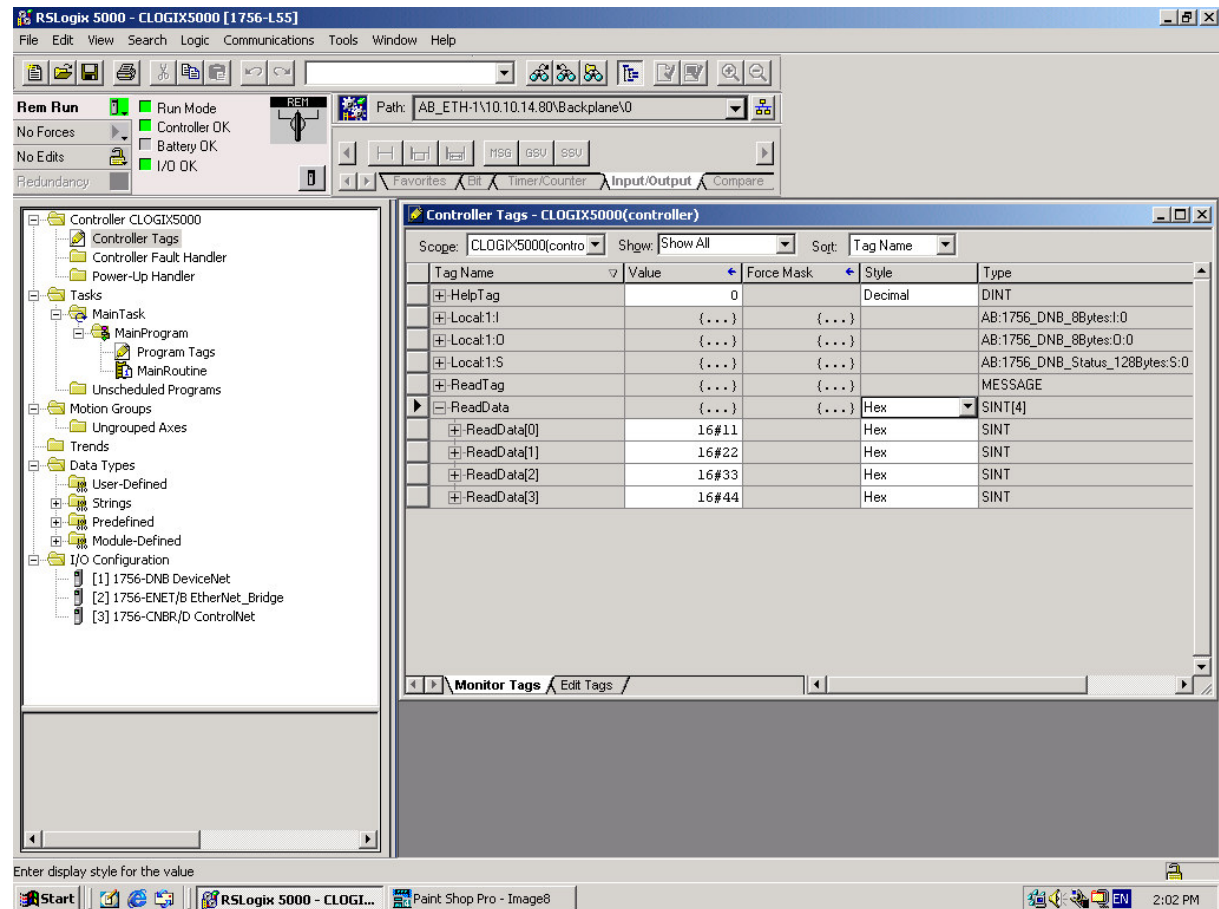 RSLogix 5000 - CLOGIX5000 [1756-L55]
File Edit View Search Logic Communications Tools Window Help
Rem Run
No Forces
No Edits
Redundancy
Run Mode
Controller OK
Battery OK
I/O OK
REM
Path: AB_ETH-1\10.10.14.80\Backplane\0
MSG GSV SSV
Favorites Bit Timer/Counter Input/Output Compare
Controller CLOGIX5000
Controller Tags
Controller Fault Handler
Power-Up Handler
Tasks
MainTask
MainProgram
Program Tags
MainRoutine
Unscheduled Programs
Motion Groups
Ungrouped Axes
Trends
Data Types
User-Defined
Strings
Predefined
Module-Defined
I/O Configuration
[1] 1756-DNB DeviceNet
[2] 1756-ENET/B EtherNet_Bridge
[3] 1756-CNBR/D ControlNet
Controller Tags - CLOGIX5000(controller)
Scope: CLOGIX5000(contro Show: Show All Sort: Tag Name
Tag Name Value Force Mask Style Type
HelpTag 0 Decimal DINT
Local:1:I {...} {...} AB:1756_DNB_8Bytes:I:0
Local:1:O {...} {...} AB:1756_DNB_8Bytes:O:0
Local:1:S {...} {...} AB:1756_DNB_Status_128Bytes:S:0
ReadTag {...} {...} MESSAGE
ReadData {...} {...} Hex SINT[4]
ReadData[0] 16#11 Hex SINT
ReadData[1] 16#22 Hex SINT
ReadData[2] 16#33 Hex SINT
ReadData[3] 16#44 Hex SINT
Monitor Tags Edit Tags
Enter display style for the value
Start RSLogix 5000 - CLOGI... Paint Shop Pro - Image8 EN 2:02 PM